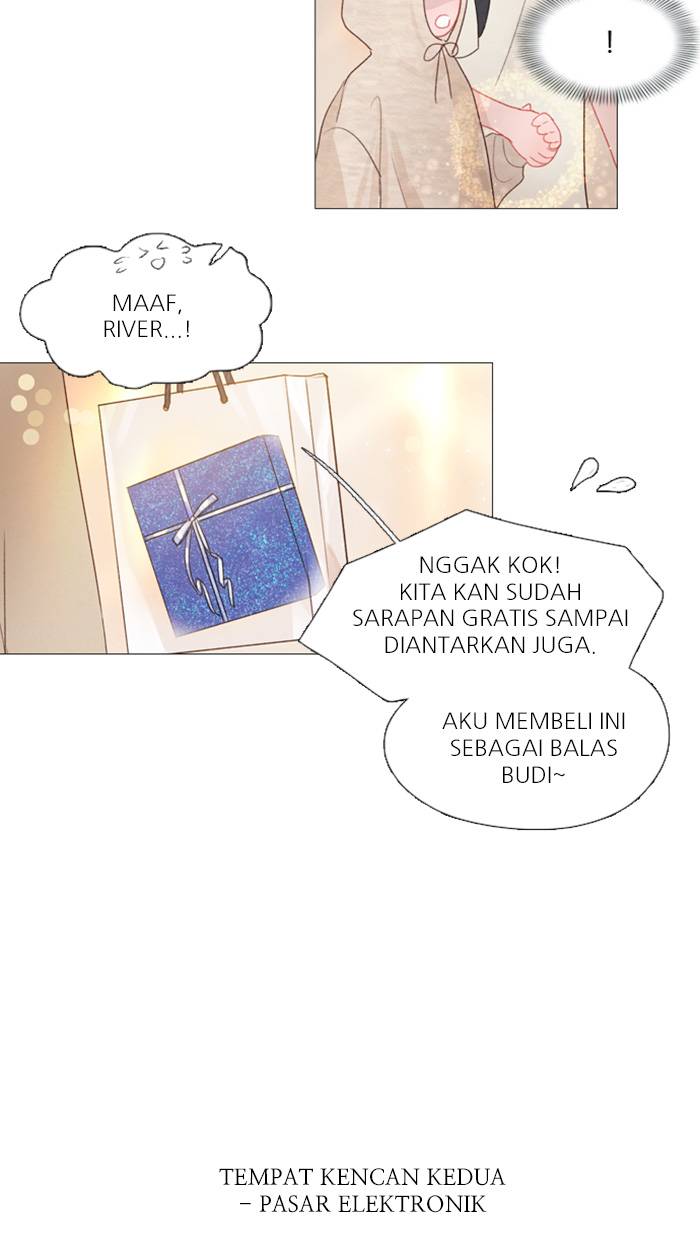 !
MAAF,
RIVER...!
NGGAK KOK!
KITA KAN SUDAH
SARAPAN GRATIS SAMPAI
DIANTARKAN JUGA.
AKU MEMBELI INI
SEBAGAI BALAS
BUDI~
TEMPAT KENCAN KEDUA
- PASAR ELEKTRONIK